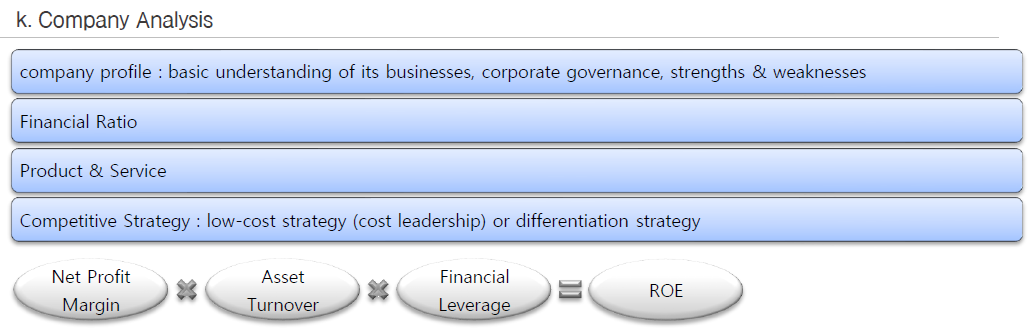 k. Company Analysis
company profile : basic understanding of its businesses, corporate governance, strengths & weaknesses
Financial Ratio
Product & Service
Competitive Strategy : low-cost strategy (cost leadership) or differentiation strategy
Net Profit
Margin
Asset
Turnover
Financial
Leverage
ROE